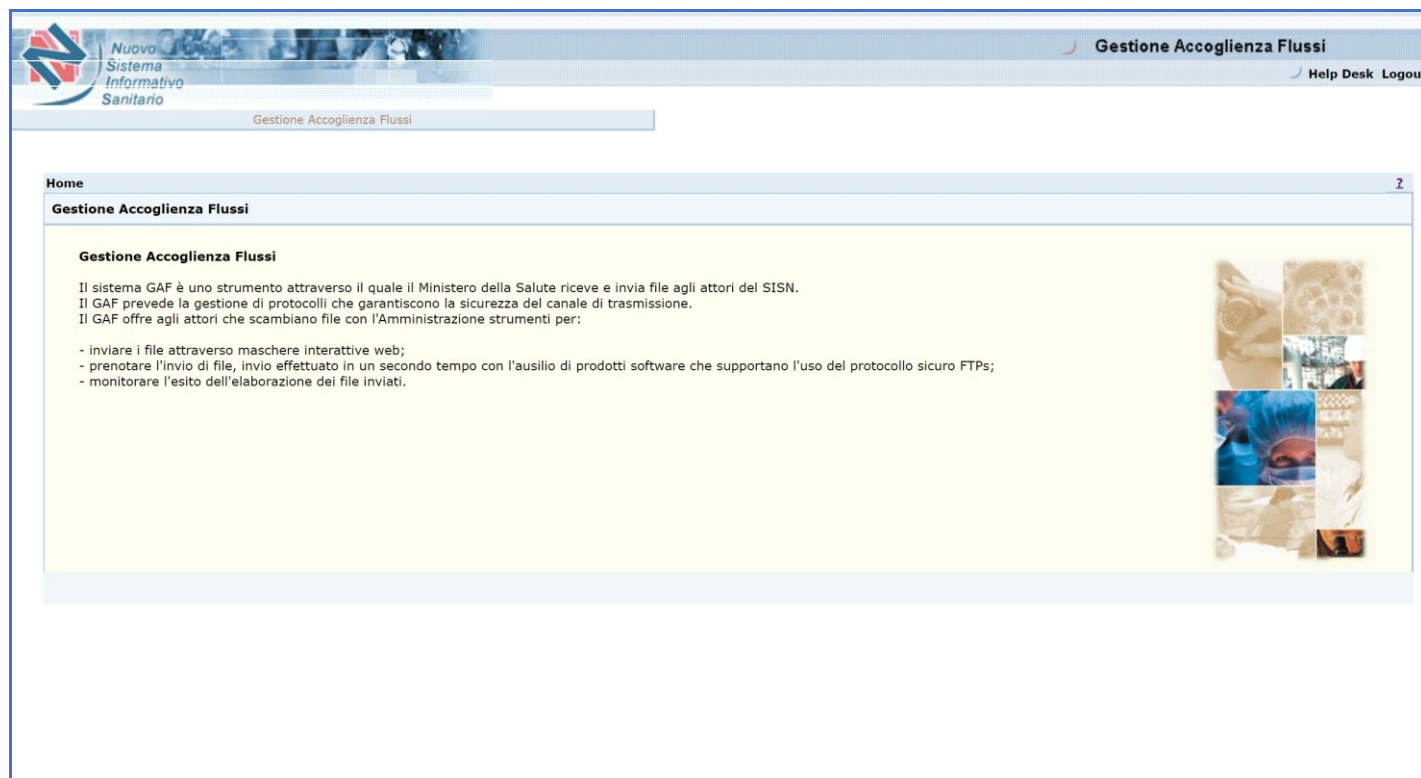 Nuovo
Sistema
Informativo
Sanitario
Gestione Accoglienza Flussi
Help Desk Logou
Gestione Accoglienza Flussi
Home ?
Gestione Accoglienza Flussi
Gestione Accoglienza Flussi
Il sistema GAF è uno strumento attraverso il quale il Ministero della Salute riceve e invia file agli attori del SISN.
Il GAF prevede la gestione di protocolli che garantiscono la sicurezza del canale di trasmissione.
Il GAF offre agli attori che scambiano file con l'Amministrazione strumenti per:
- inviare i file attraverso maschere interattive web;
- prenotare l'invio di file, invio effettuato in un secondo tempo con l'ausilio di prodotti software che supportano l'uso del protocollo sicuro FTPs;
- monitorare l'esito dell'elaborazione dei file inviati.